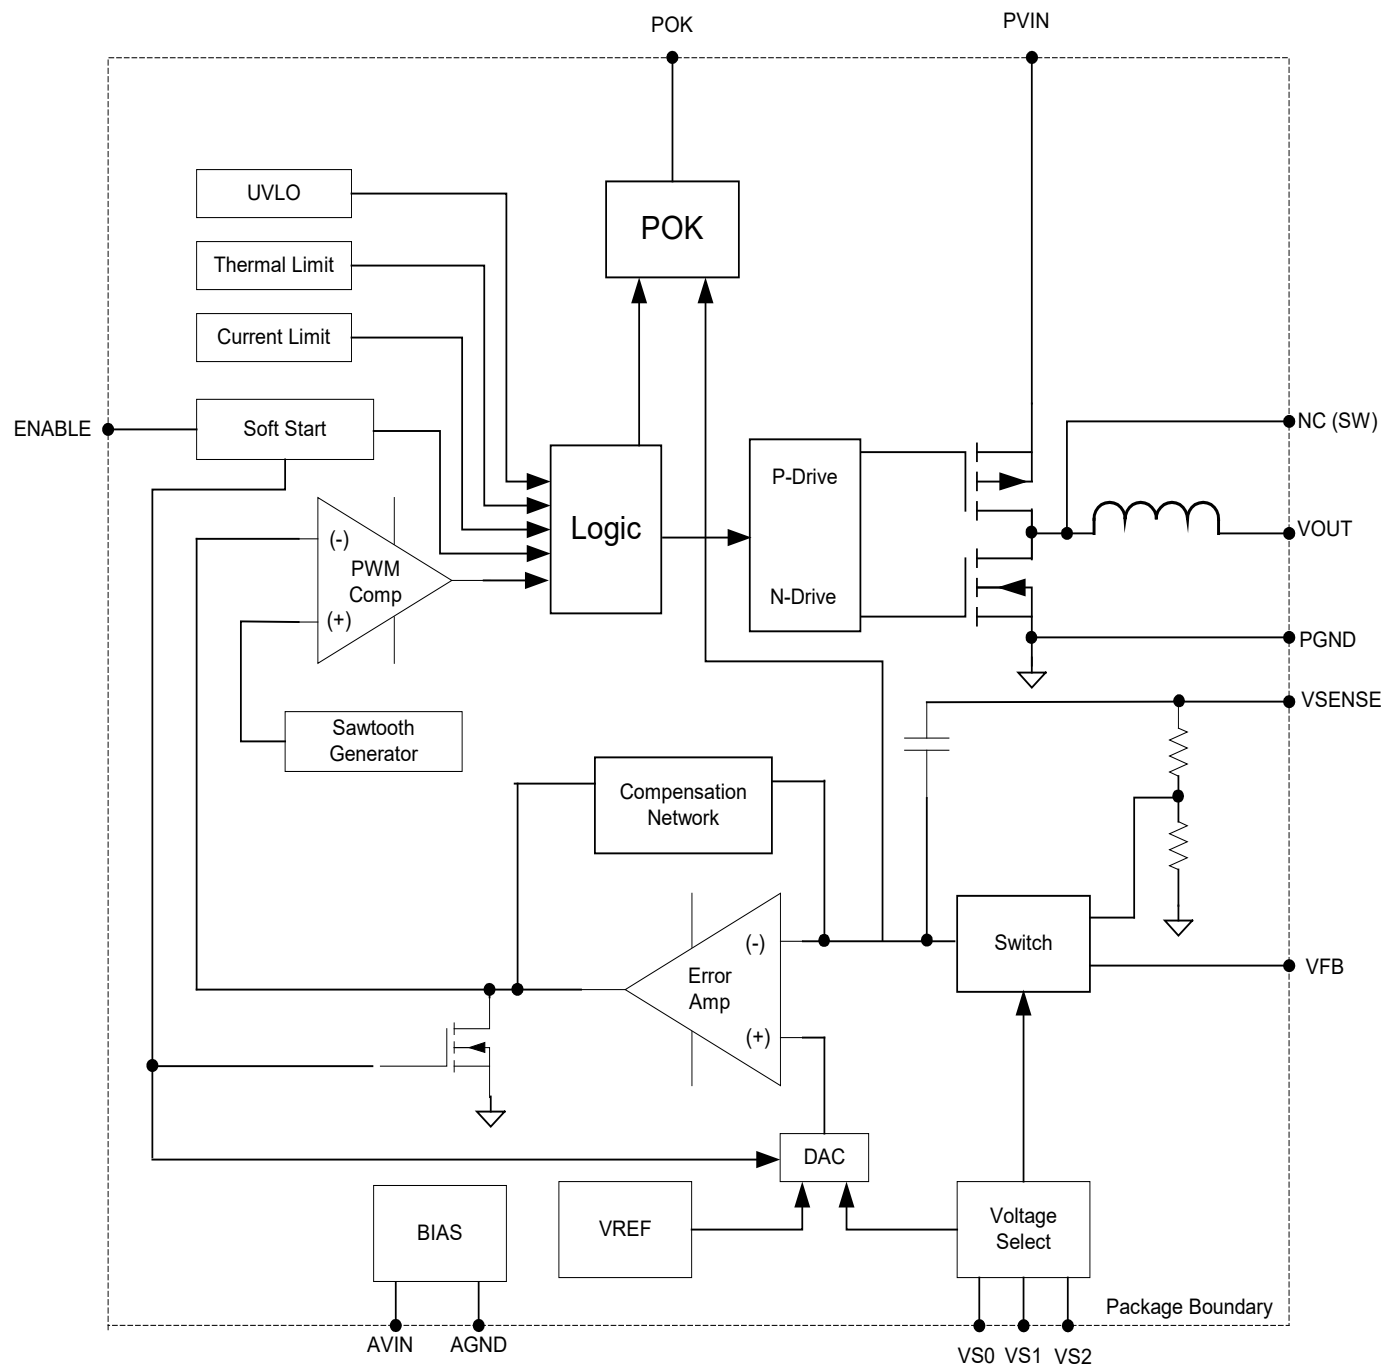 POK
PVIN
UVLO
POK
Thermal Limit
Current Limit
ENABLE
Soft Start
NC (SW)
P-Drive
Logic
VOUT
(-)
PWM
Comp
(+)
N-Drive
PGND
VSENSE
Sawtooth
Generator
Compensation
Network
(-)
Switch
Error
Amp
VFB
(+)
DAC
BIAS
VREF
Voltage
Select
Package Boundary
AVIN
AGND
VS0
VS1
VS2